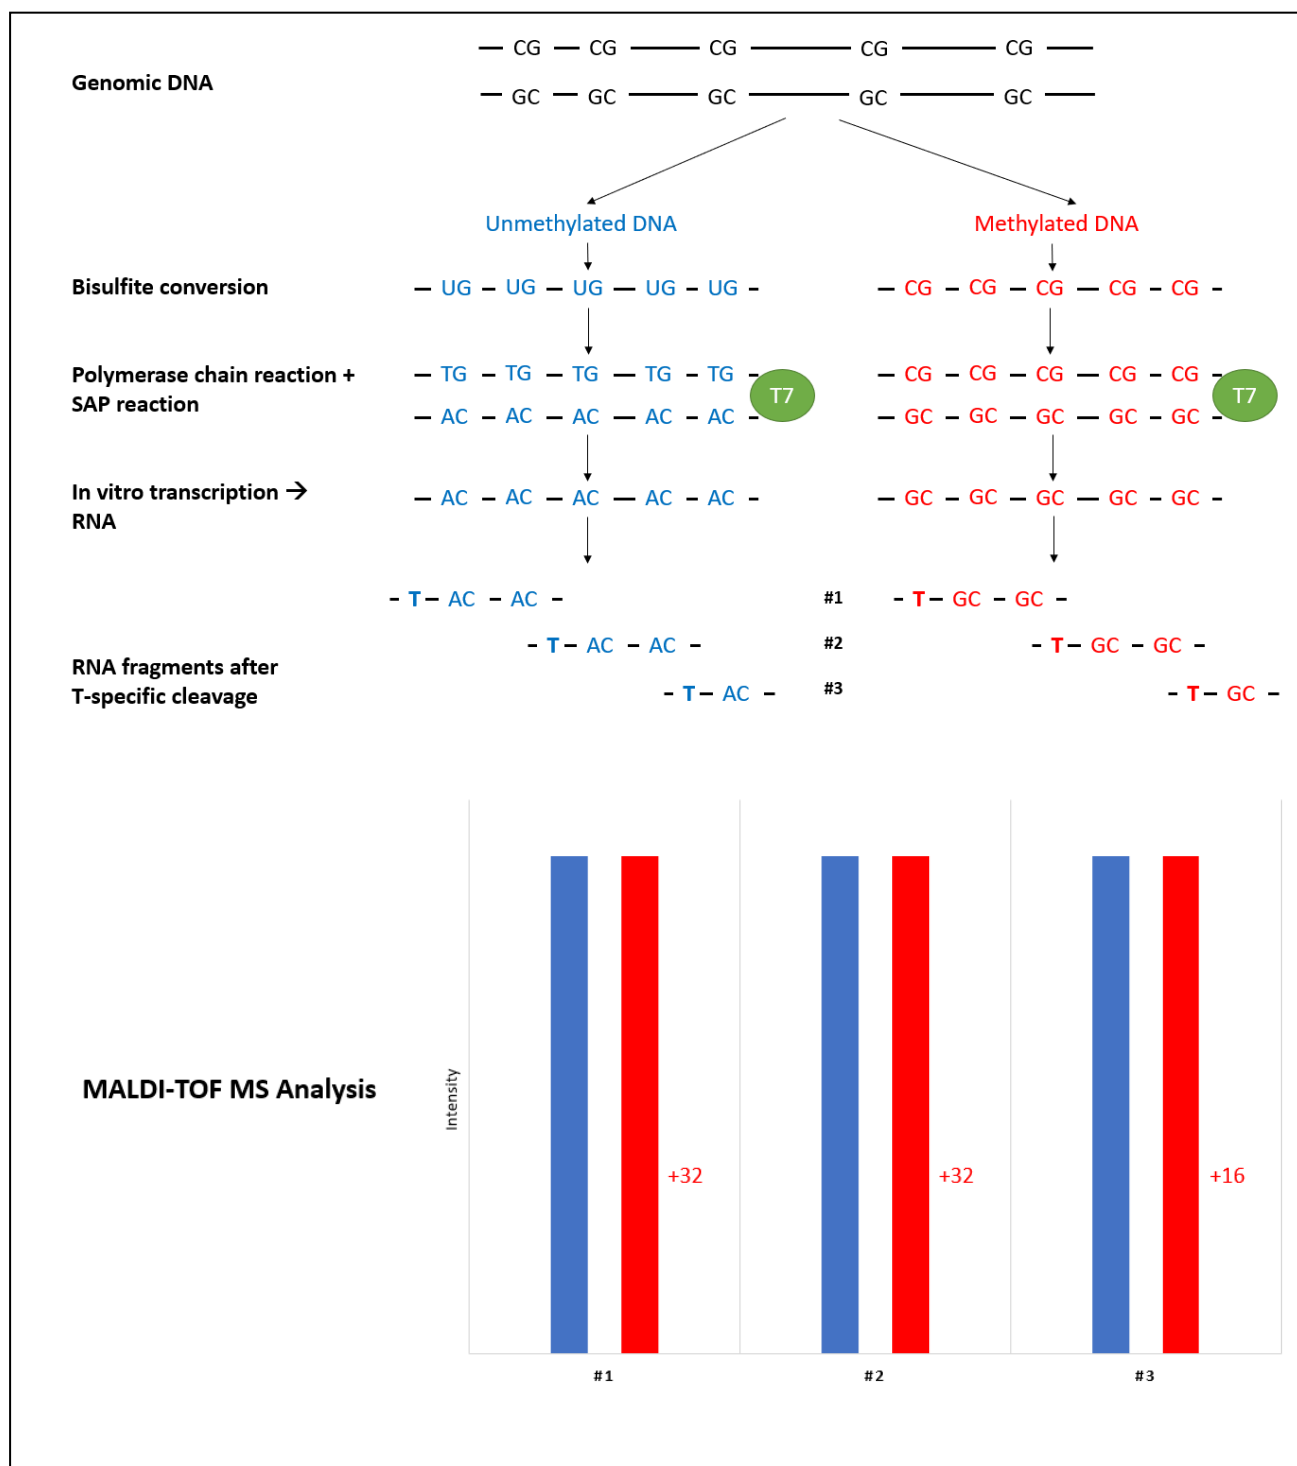 CG CG CG CG CG
Genomic DNA
GC GC GC GC GC
Unmethylated DNA Methylated DNA
Bisulfite conversion UG UG UG UG UG CG CG CG CG CG
Polymerase chain reaction + TG TG TG TG TG CG CG CG CG CG
SAP reaction AC AC AC AC AC T7 GC GC GC GC GC T7
In vitro transcription → AC AC AC AC AC GC GC GC GC GC
RNA
T AC AC #1 T GC GC
T AC AC #2 T GC GC
RNA fragments after
T-specific cleavage T AC #3 T GC
MALDI-TOF MS Analysis
Intensity
+32 +32 +16
#1 #2 #3